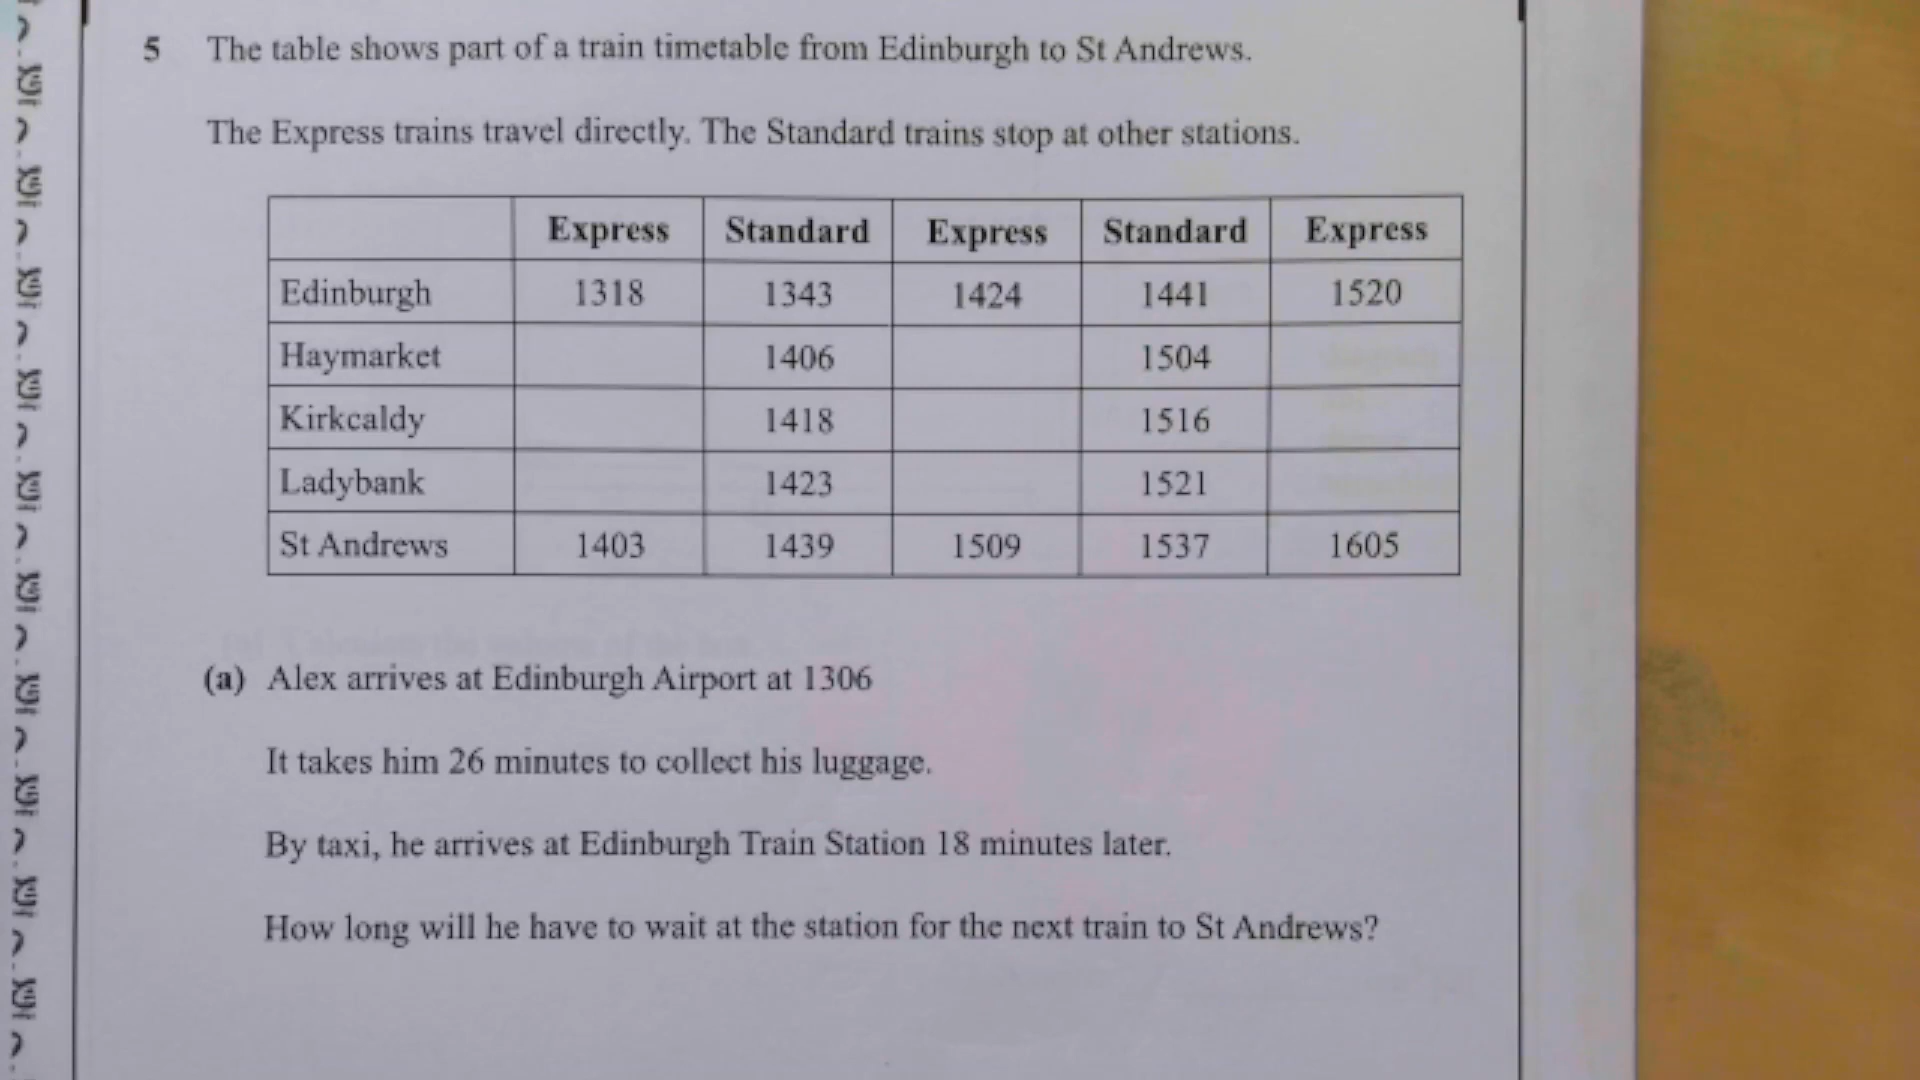 5 The table shows part of a train timetable from Edinburgh to St Andrews.
The Express trains travel directly. The Standard trains stop at other stations.
Express Standard Express Standard Express
Edinburgh 1318 1343 1424 1441 1520
Haymarket 1406 1504
Kirkcaldy 1418 1516
Ladybank 1423 1521
St Andrews 1403 1439 1509 1537 1605
(a) Alex arrives at Edinburgh Airport at 1306
It takes him 26 minutes to collect his luggage.
By taxi, he arrives at Edinburgh Train Station 18 minutes later.
How long will he have to wait at the station for the next train to St Andrews?